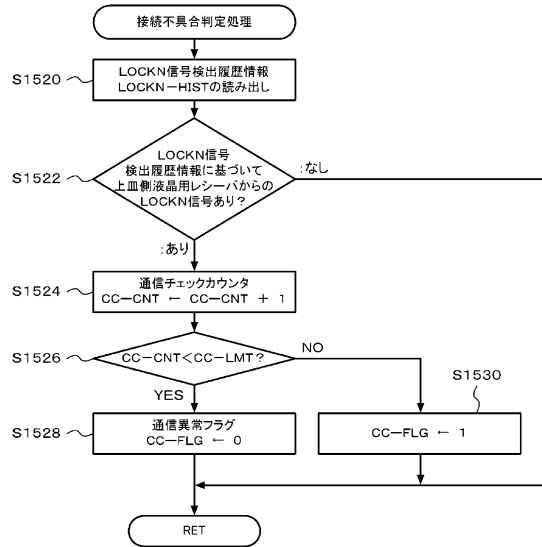 接続不具合判定処理
S1520
LOCKN信号検出履歴情報
LOCKN－HISTの読み出し
S1522
LOCKN信号
検出履歴情報に基づいて
上皿側液晶用レシーバからの
LOCKN信号あり？
：なし
：あり
S1524
通信チェックカウンタ
CC－CNT ← CC－CNT ＋ 1
S1526
CC－CNT＜CC－LMT？
NO
YES
S1530
S1528
通信異常フラグ
CC－FLG ← 0
CC－FLG ← 1
RET